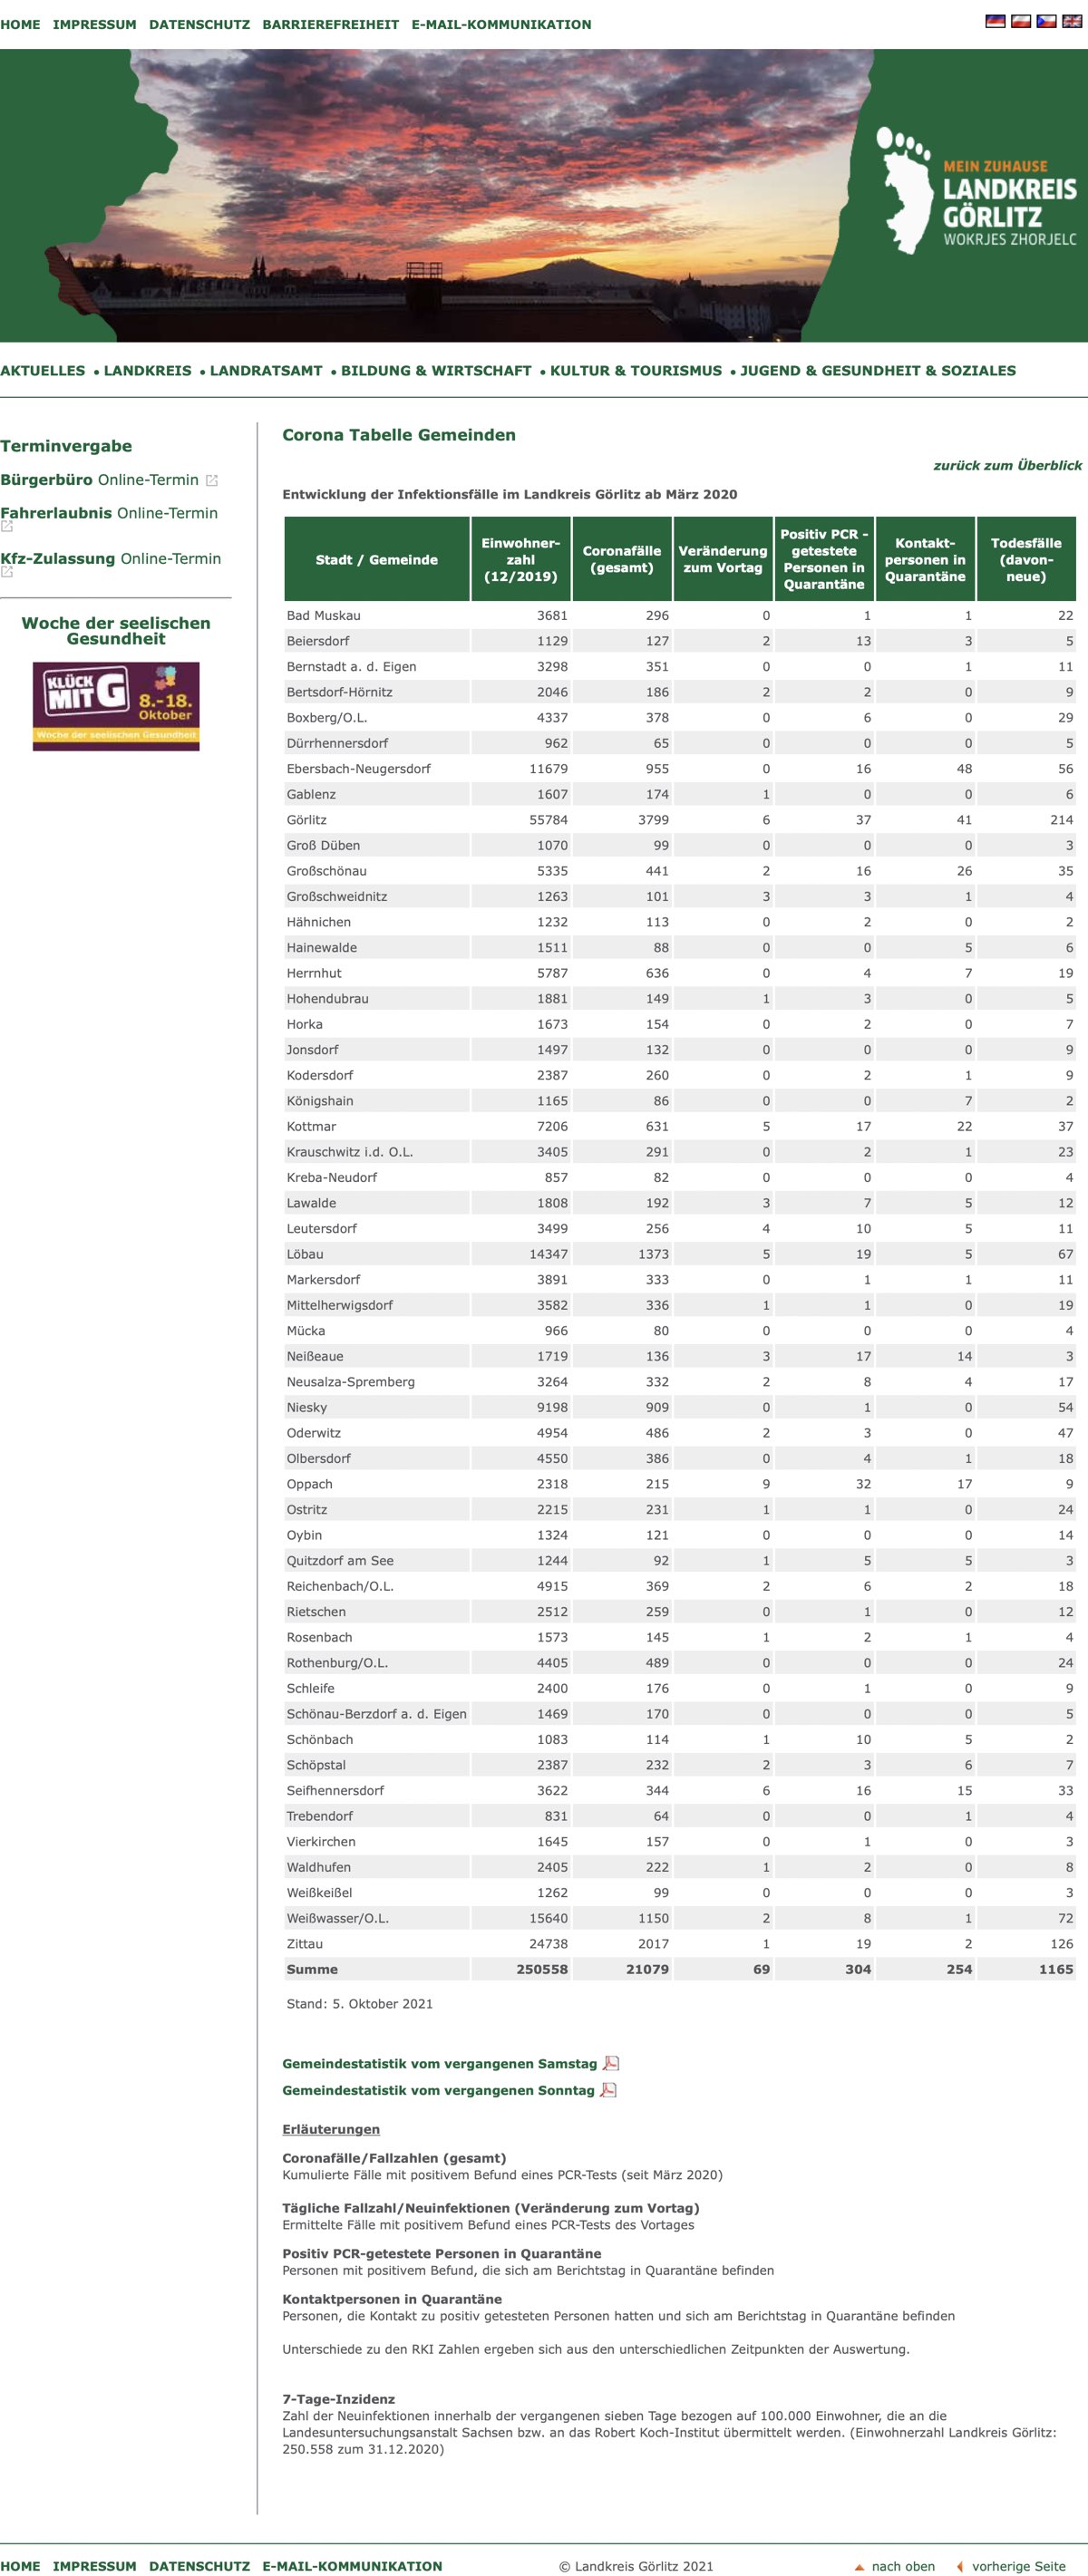 HOME IMPRESSUM DATENSCHUTZ BARRIEREFREIHEIT E-MAIL-KOMMUNIKATION
MEIN ZUHAUSE
LANDKREIS
GÖRLITZ
WOKRJES ZHORJELC
AKTUELLES • LANDKREIS • LANDRATSAMT • BILDUNG & WIRTSCHAFT • KULTUR & TOURISMUS • JUGEND & GESUNDHEIT & SOZIALES
Terminvergabe
Bürgerbüro Online-Termin
Fahrerlaubnis Online-Termin
Kfz-Zulassung Online-Termin
Woche der seelischen
Gesundheit
KLÜCK
MIT G
8.-18.
Oktober
Woche der seelischen Gesundheit
Corona Tabelle Gemeinden
zurück zum Überblick
Entwicklung der Infektionsfälle im Landkreis Görlitz ab März 2020
Stadt / Gemeinde Einwohner-zahl (12/2019) Coronafälle (gesamt) Veränderung zum Vortag Positiv PCR - getestete Personen in Quarantäne Kontakt-personen in Quarantäne Todesfälle (davon-neue)
Bad Muskau 3681 296 0 1 1 22
Beiersdorf 1129 127 2 13 3 5
Bernstadt a. d. Eigen 3298 351 0 0 1 11
Bertsdorf-Hörnitz 2046 186 2 2 0 9
Boxberg/O.L. 4337 378 0 6 0 29
Dürrhennersdorf 962 65 0 0 0 5
Ebersbach-Neugersdorf 11679 955 0 16 48 56
Gablenz 1607 174 1 0 0 6
Görlitz 55784 3799 6 37 41 214
Groß Düben 1070 99 0 0 0 3
Großschönau 5335 441 2 16 26 35
Großschweidnitz 1263 101 3 3 1 4
Hähnichen 1232 113 0 2 0 2
Hainewalde 1511 88 0 0 5 6
Herrnhut 5787 636 0 4 7 19
Hohendubrau 1881 149 1 3 0 5
Horka 1673 154 0 2 0 7
Jonsdorf 1497 132 0 0 0 9
Kodersdorf 2387 260 0 2 1 9
Königshain 1165 86 0 0 7 2
Kottmar 7206 631 5 17 22 37
Krauschwitz i.d. O.L. 3405 291 0 2 1 23
Kreba-Neudorf 857 82 0 0 0 4
Lawalde 1808 192 3 7 5 12
Leutersdorf 3499 256 4 10 5 11
Löbau 14347 1373 5 19 5 67
Markersdorf 3891 333 0 1 1 11
Mittelherwigsdorf 3582 336 1 1 0 19
Mücka 966 80 0 0 0 4
Neißeaue 1719 136 3 17 14 3
Neusalza-Spremberg 3264 332 2 8 4 17
Niesky 9198 909 0 1 0 54
Oderwitz 4954 486 2 3 0 47
Olbersdorf 4550 386 0 4 1 18
Oppach 2318 215 9 32 17 9
Ostritz 2215 231 1 1 0 24
Oybin 1324 121 0 0 0 14
Quitzdorf am See 1244 92 1 5 5 3
Reichenbach/O.L. 4915 369 2 6 2 18
Rietschen 2512 259 0 1 0 12
Rosenbach 1573 145 1 2 1 4
Rothenburg/O.L. 4405 489 0 0 0 24
Schleife 2400 176 0 1 0 9
Schönau-Berzdorf a. d. Eigen 1469 170 0 0 0 5
Schönbach 1083 114 1 10 5 2
Schöpstal 2387 232 2 3 6 7
Seifhennersdorf 3622 344 6 16 15 33
Trebendorf 831 64 0 0 1 4
Vierkirchen 1645 157 0 1 0 3
Waldhufen 2405 222 1 2 0 8
Weißkeißel 1262 99 0 0 0 3
Weißwasser/O.L. 15640 1150 2 8 1 72
Zittau 24738 2017 1 19 2 126
Summe 250558 21079 69 304 254 1165
Stand: 5. Oktober 2021
Gemeindestatistik vom vergangenen Samstag
Gemeindestatistik vom vergangenen Sonntag
Erläuterungen
Coronafälle/Fallzahlen (gesamt)
Kumulierte Fälle mit positivem Befund eines PCR-Tests (seit März 2020)
Tägliche Fallzahl/Neuinfektionen (Veränderung zum Vortag)
Ermittelte Fälle mit positivem Befund eines PCR-Tests des Vortages
Positiv PCR-getestete Personen in Quarantäne
Personen mit positivem Befund, die sich am Berichtstag in Quarantäne befinden
Kontaktpersonen in Quarantäne
Personen, die Kontakt zu positiv getesteten Personen hatten und sich am Berichtstag in Quarantäne befinden
Unterschiede zu den RKI Zahlen ergeben sich aus den unterschiedlichen Zeitpunkten der Auswertung.
7-Tage-Inzidenz
Zahl der Neuinfektionen innerhalb der vergangenen sieben Tage bezogen auf 100.000 Einwohner, die an die
Landesuntersuchungsanstalt Sachsen bzw. an das Robert Koch-Institut übermittelt werden. (Einwohnerzahl Landkreis Görlitz:
250.558 zum 31.12.2020)
HOME IMPRESSUM DATENSCHUTZ E-MAIL-KOMMUNIKATION © Landkreis Görlitz 2021 nach oben vorherige Seite